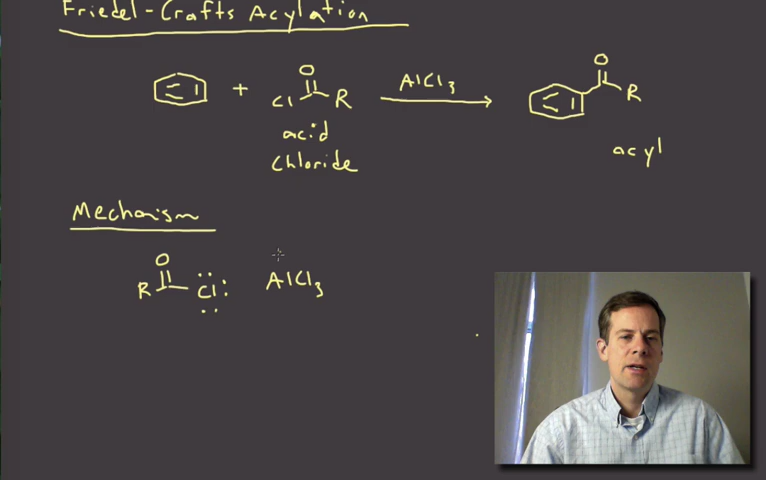 Friedel-Crafts Acylation
+ Cl O R AlCl3 O R
acid
chloride
acyl
Mechanism
R O Cl AlCl3